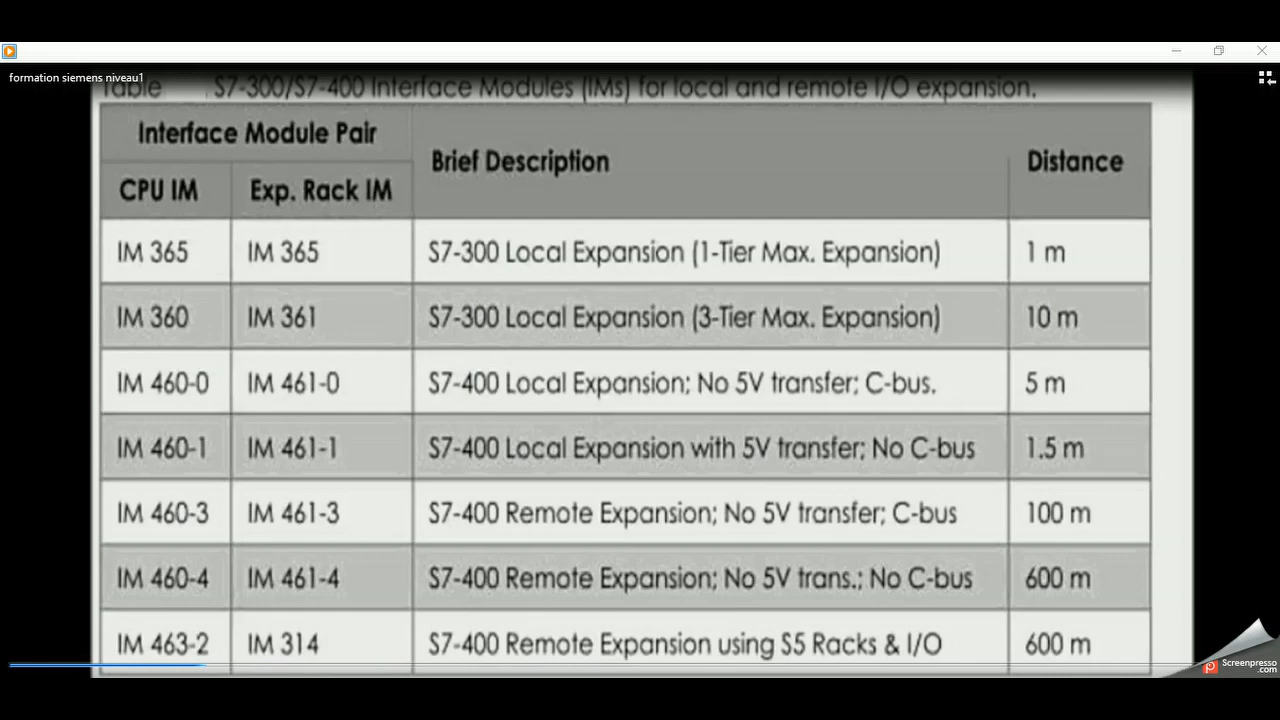 formation siemens niveau1
Table S7-300/S7-400 Interface Modules (IMs) for local and remote I/O expansion.
Interface Module Pair
Brief Description
Distance
CPU IM
Exp. Rack IM
IM 365 IM 365 S7-300 Local Expansion (1-Tier Max. Expansion) 1 m
IM 360 IM 361 S7-300 Local Expansion (3-Tier Max. Expansion) 10 m
IM 460-0 IM 461-0 S7-400 Local Expansion; No 5V transfer; C-bus. 5 m
IM 460-1 IM 461-1 S7-400 Local Expansion with 5V transfer; No C-bus 1.5 m
IM 460-3 IM 461-3 S7-400 Remote Expansion; No 5V transfer; C-bus 100 m
IM 460-4 IM 461-4 S7-400 Remote Expansion; No 5V trans.; No C-bus 600 m
IM 463-2 IM 314 S7-400 Remote Expansion using S5 Racks & I/O 600 m
Screenpresso
.com